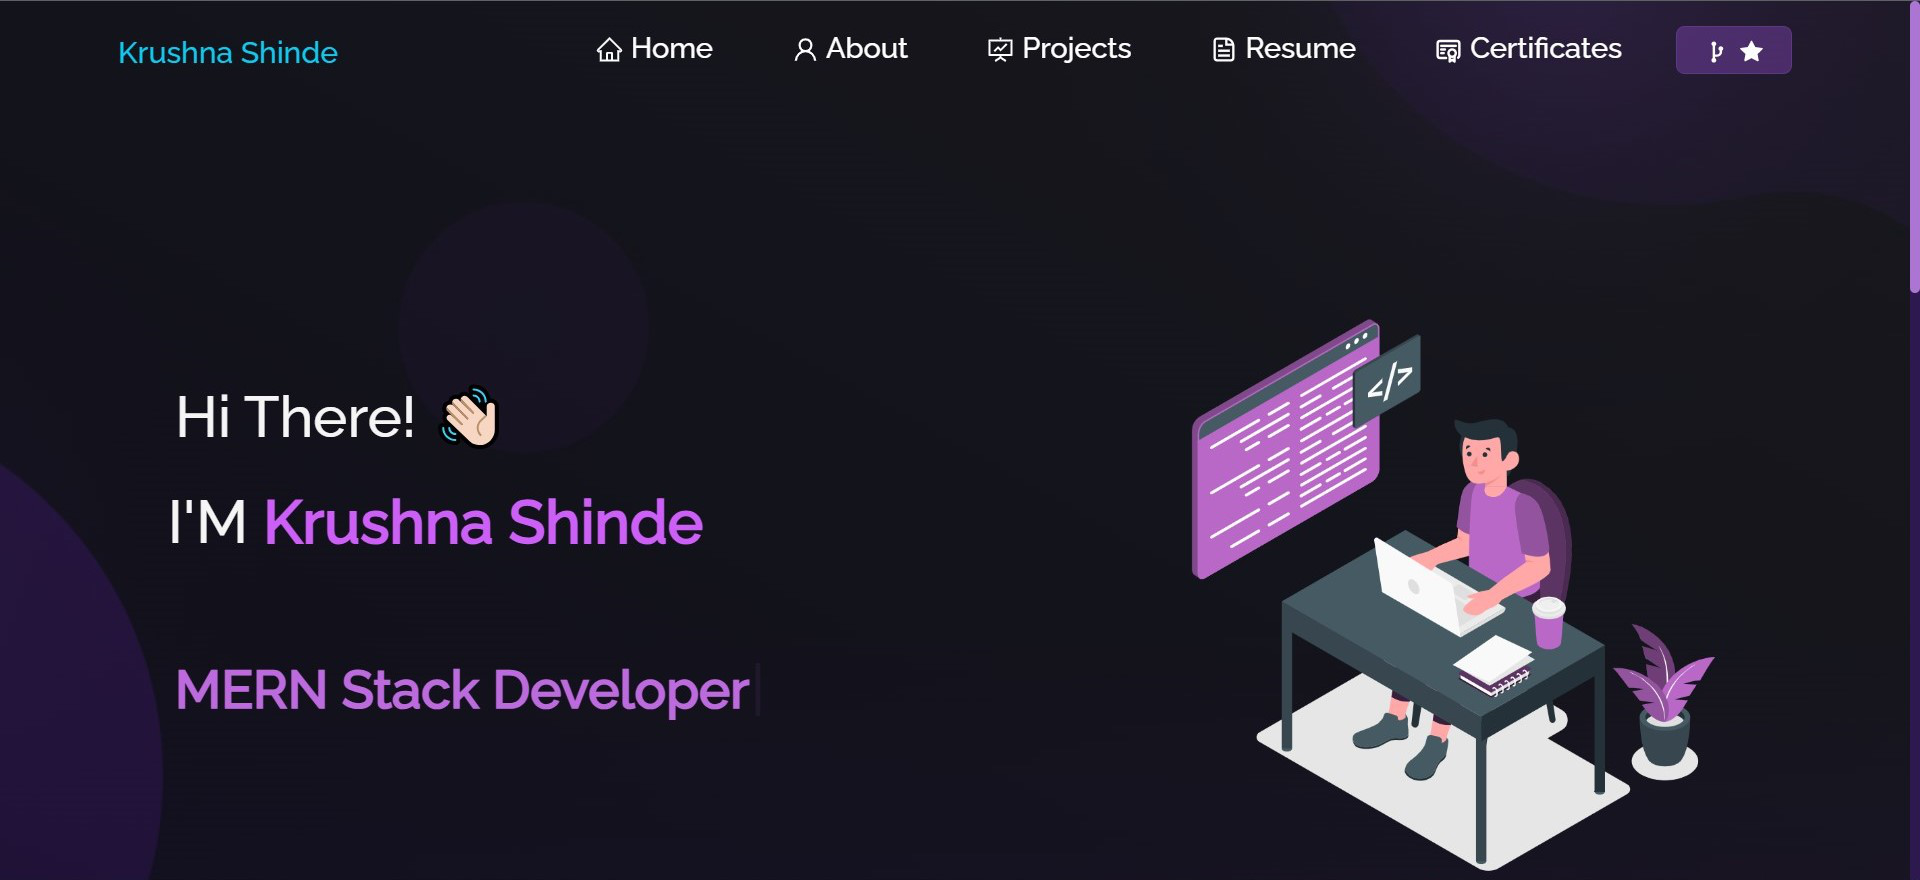 Krushna Shinde
Home
About
Projects
Resume
Certificates
Hi There! 👋🏻
I'M Krushna Shinde
MERN Stack Developer
</>